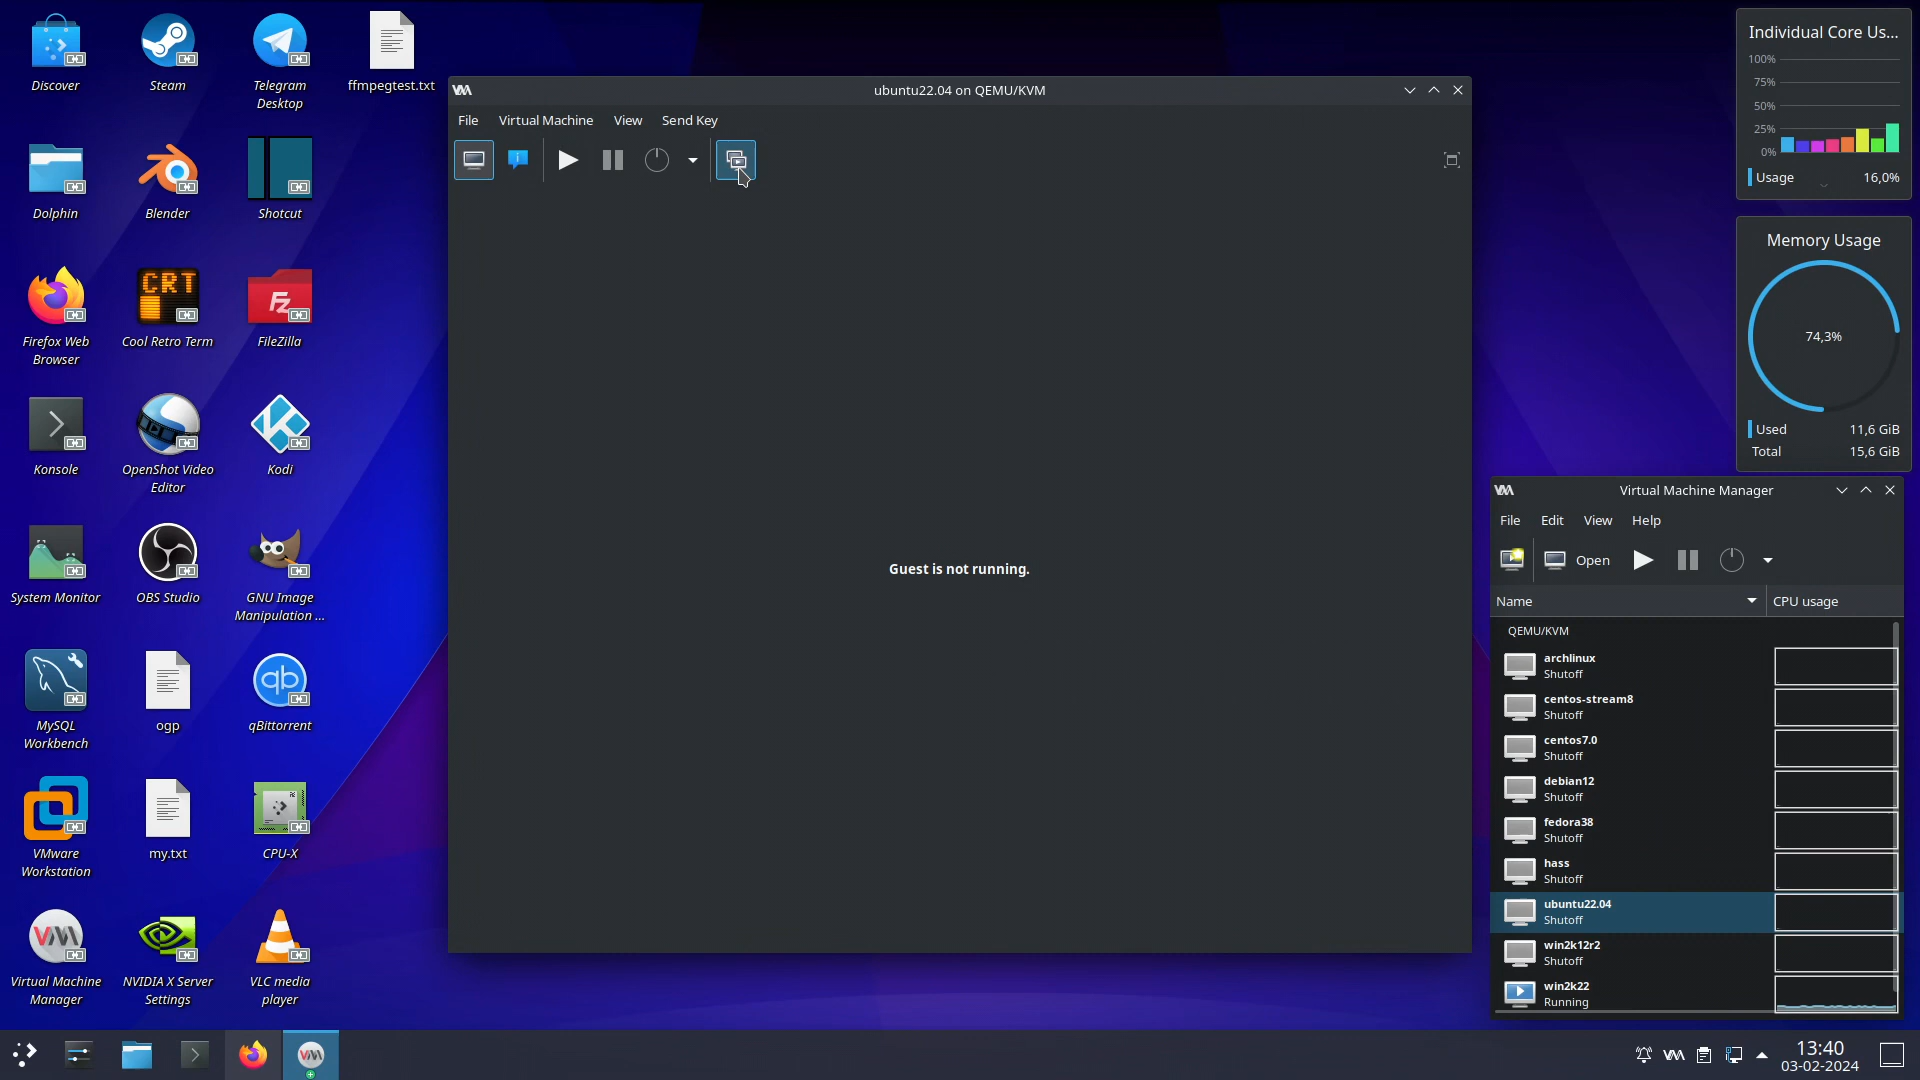 Discover
Steam
Telegram
Desktop
ffmpegtest.txt
Dolphin
Blender
Shotcut
CRT
Fz
Firefox Web
Browser
Cool Retro Term
FileZilla
Konsole
OpenShot Video
Editor
Kodi
System Monitor
OBS Studio
GNU Image
Manipulation ...
qb
MySQL
Workbench
ogp
qBittorrent
VMware
Workstation
my.txt
CPU-X
Virtual Machine
Manager
NVIDIA X Server
Settings
VLC media
player
ubuntu22.04 on QEMU/KVM
File Virtual Machine View Send Key
Guest is not running.
Individual Core Us...
100%
75%
50%
25%
0%
Usage 16,0%
Memory Usage
74,3%
Used 11,6 GiB
Total 15,6 GiB
Virtual Machine Manager
File Edit View Help
Open
Name CPU usage
QEMU/KVM
archlinux
Shutoff
centos-stream8
Shutoff
centos7.0
Shutoff
debian12
Shutoff
fedora38
Shutoff
hass
Shutoff
ubuntu22.04
Shutoff
win2k12r2
Shutoff
win2k22
Running
13:40
03-02-2024